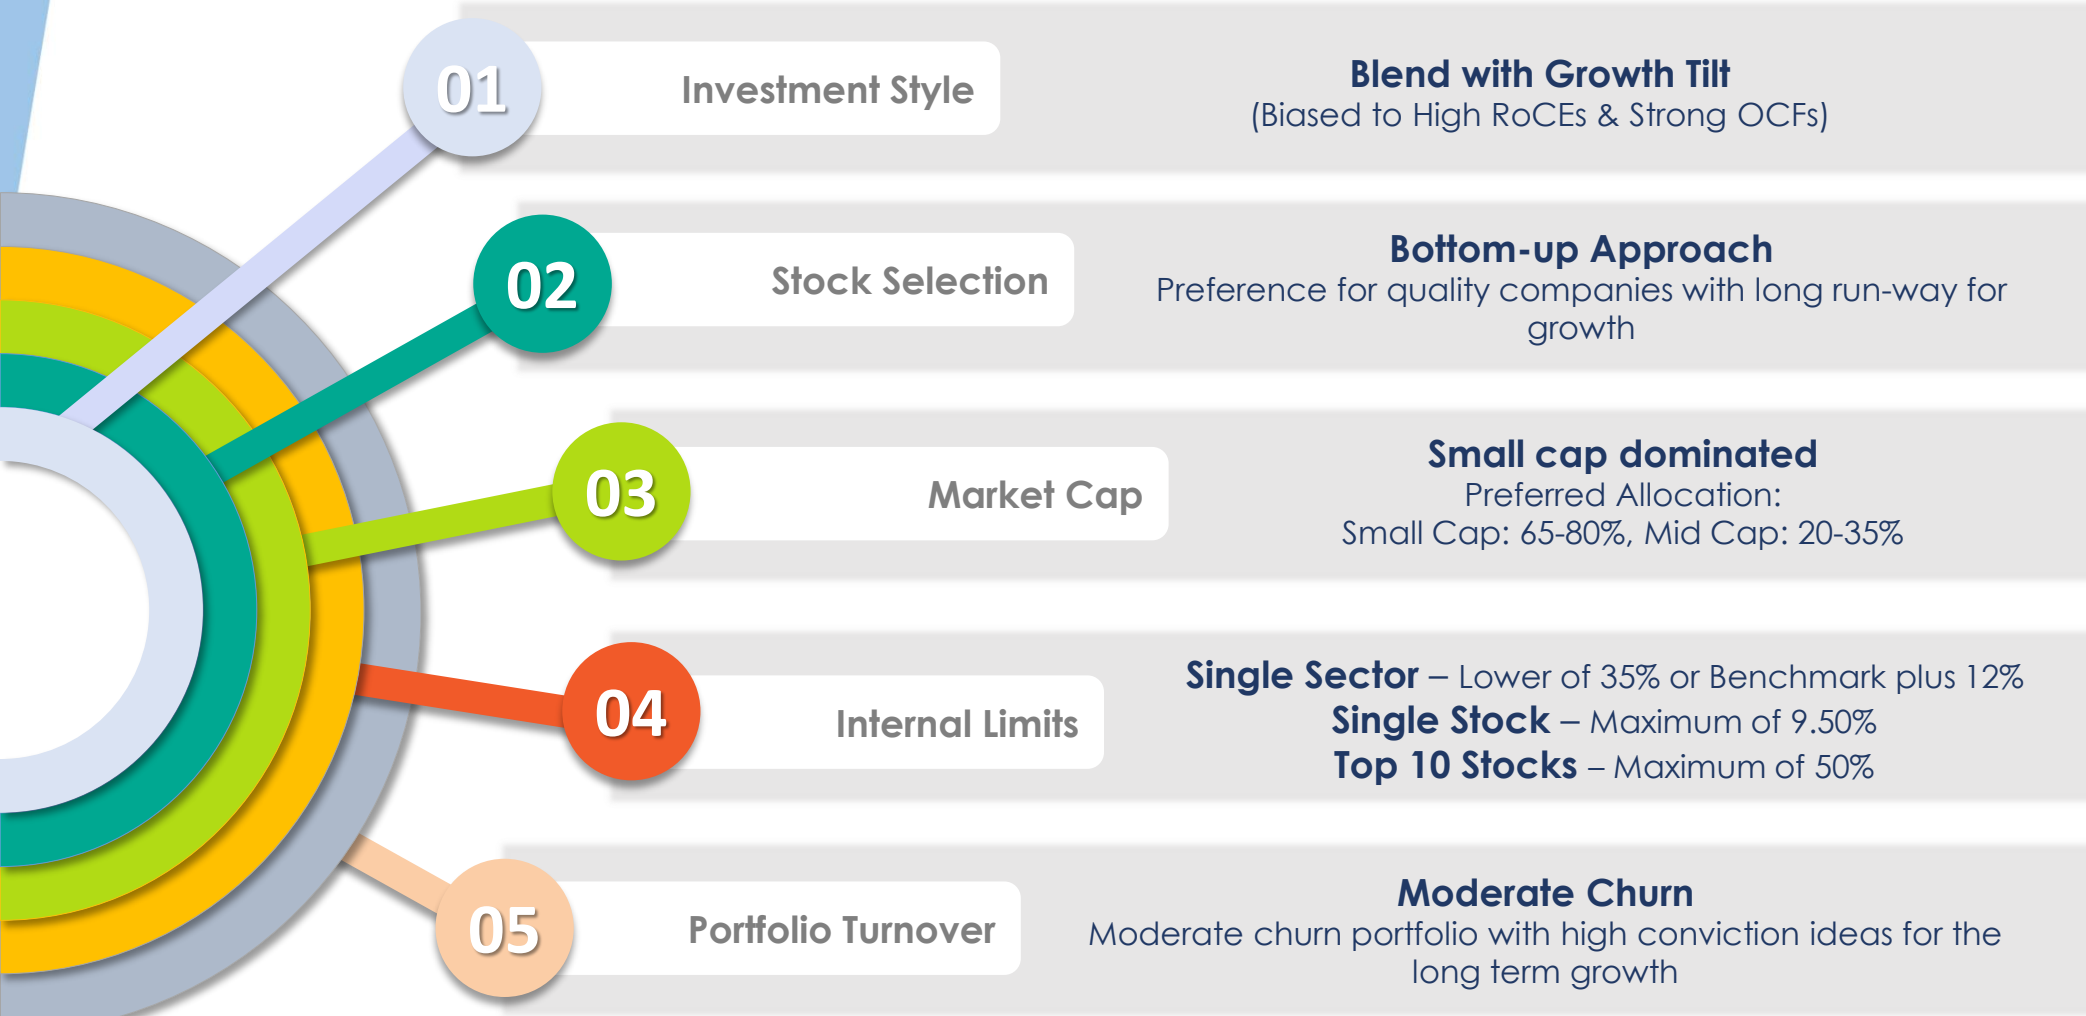 01
Investment Style
Blend with Growth Tilt
(Biased to High RoCEs & Strong OCFs)
02
Stock Selection
Bottom-up Approach
Preference for quality companies with long run-way for
growth
03
Market Cap
Small cap dominated
Preferred Allocation:
Small Cap: 65-80%, Mid Cap: 20-35%
04
Internal Limits
Single Sector – Lower of 35% or Benchmark plus 12%
Single Stock – Maximum of 9.50%
Top 10 Stocks – Maximum of 50%
05
Portfolio Turnover
Moderate Churn
Moderate churn portfolio with high conviction ideas for the
long term growth